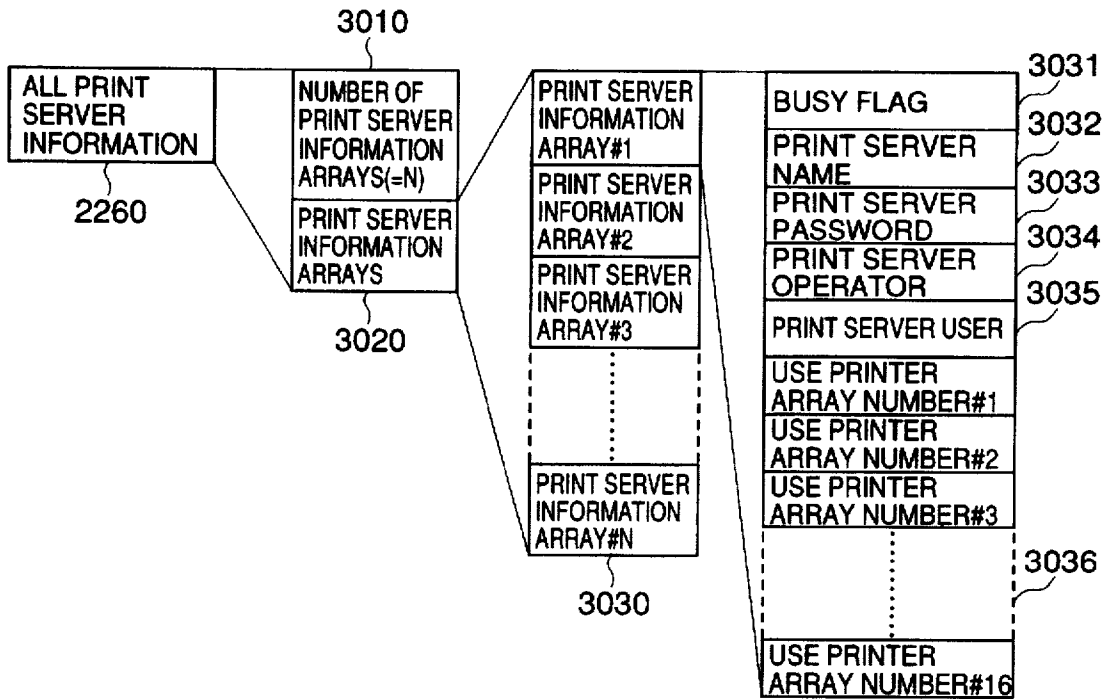 3010
ALL PRINT
SERVER
INFORMATION
2260
NUMBER OF
PRINT SERVER
INFORMATION
ARRAYS(=N)
PRINT SERVER
INFORMATION
ARRAYS
3020
PRINT SERVER
INFORMATION
ARRAY#1
PRINT SERVER
INFORMATION
ARRAY#2
PRINT SERVER
INFORMATION
ARRAY#3
PRINT SERVER
INFORMATION
ARRAY#N
3030
BUSY FLAG
3031
PRINT SERVER
NAME
3032
PRINT SERVER
PASSWORD
3033
PRINT SERVER
OPERATOR
3034
PRINT SERVER USER
3035
USE PRINTER
ARRAY NUMBER#1
USE PRINTER
ARRAY NUMBER#2
USE PRINTER
ARRAY NUMBER#3
3036
USE PRINTER
ARRAY NUMBER#16